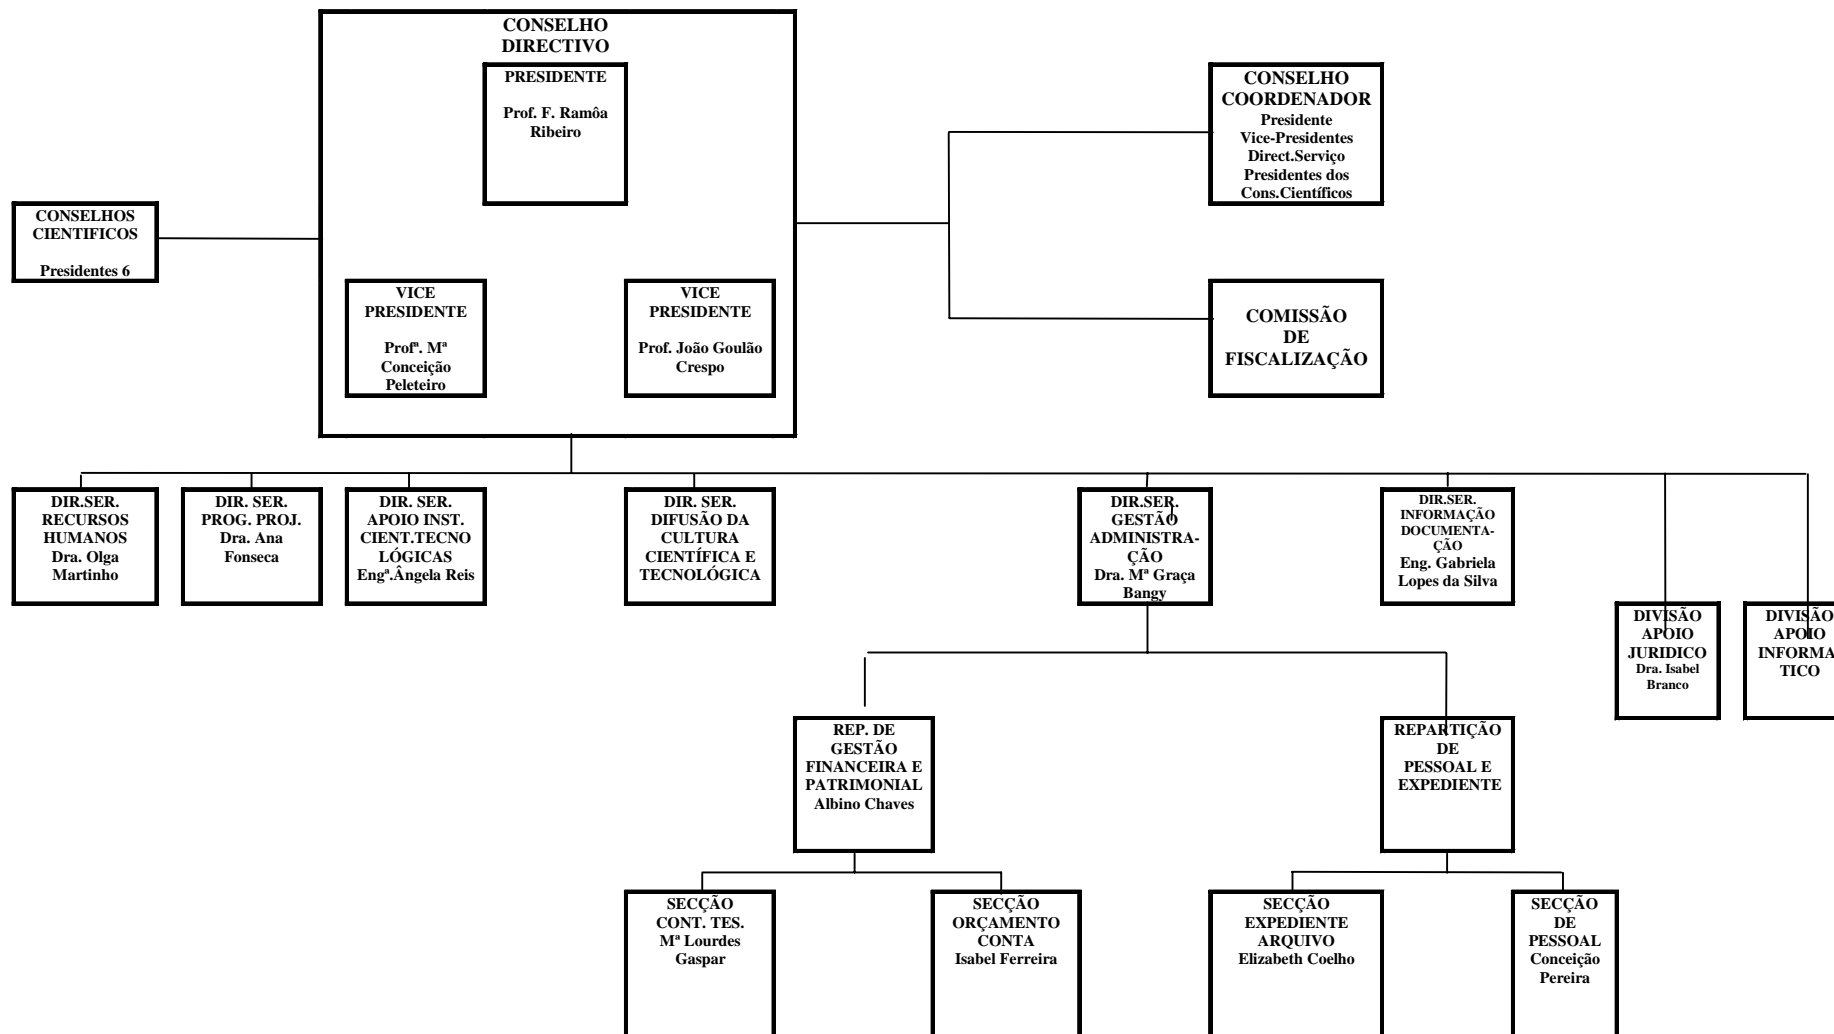 CONSELHO
DIRECTIVO
PRESIDENTE
Prof. F. Ramôa
Ribeiro
CONSELHO
COORDENADOR
Presidente
Vice-Presidentes
Direct.Serviço
Presidentes dos
Cons.Científicos
CONSELHOS
CIENTIFICOS
Presidentes 6
VICE
PRESIDENTE
Profª. Mª
Conceição
Peleteiro
VICE
PRESIDENTE
Prof. João Goulão
Crespo
COMISSÃO
DE
FISCALIZAÇÃO
DIR.SER.
RECURSOS
HUMANOS
Dra. Olga
Martinho
DIR. SER.
PROG. PROJ.
Dra. Ana
Fonseca
DIR. SER.
APOIO INST.
CIENT.TECNO
LÓGICAS
Engª.Ângela Reis
DIR. SER.
DIFUSÃO DA
CULTURA
CIENTÍFICA E
TECNOLÓGICA
DIR.SER.
GESTÃO
ADMINISTRA-
ÇÃO
Dra. Mª Graça
Bangy
DIR.SER.
INFORMAÇÃO
DOCUMENTA-
ÇÃO
Eng. Gabriela
Lopes da Silva
DIVISÃO
APOIO
JURIDICO
Dra. Isabel
Branco
DIVISÃO
APOIO
INFORMA
TICO
REP. DE
GESTÃO
FINANCEIRA E
PATRIMONIAL
Albino Chaves
REPARTIÇÃO
DE
PESSOAL E
EXPEDIENTE
SECÇÃO
CONT. TES.
Mª Lourdes
Gaspar
SECÇÃO
ORÇAMENTO
CONTA
Isabel Ferreira
SECÇÃO
EXPEDIENTE
ARQUIVO
Elizabeth Coelho
SECÇÃO
DE
PESSOAL
Conceição
Pereira